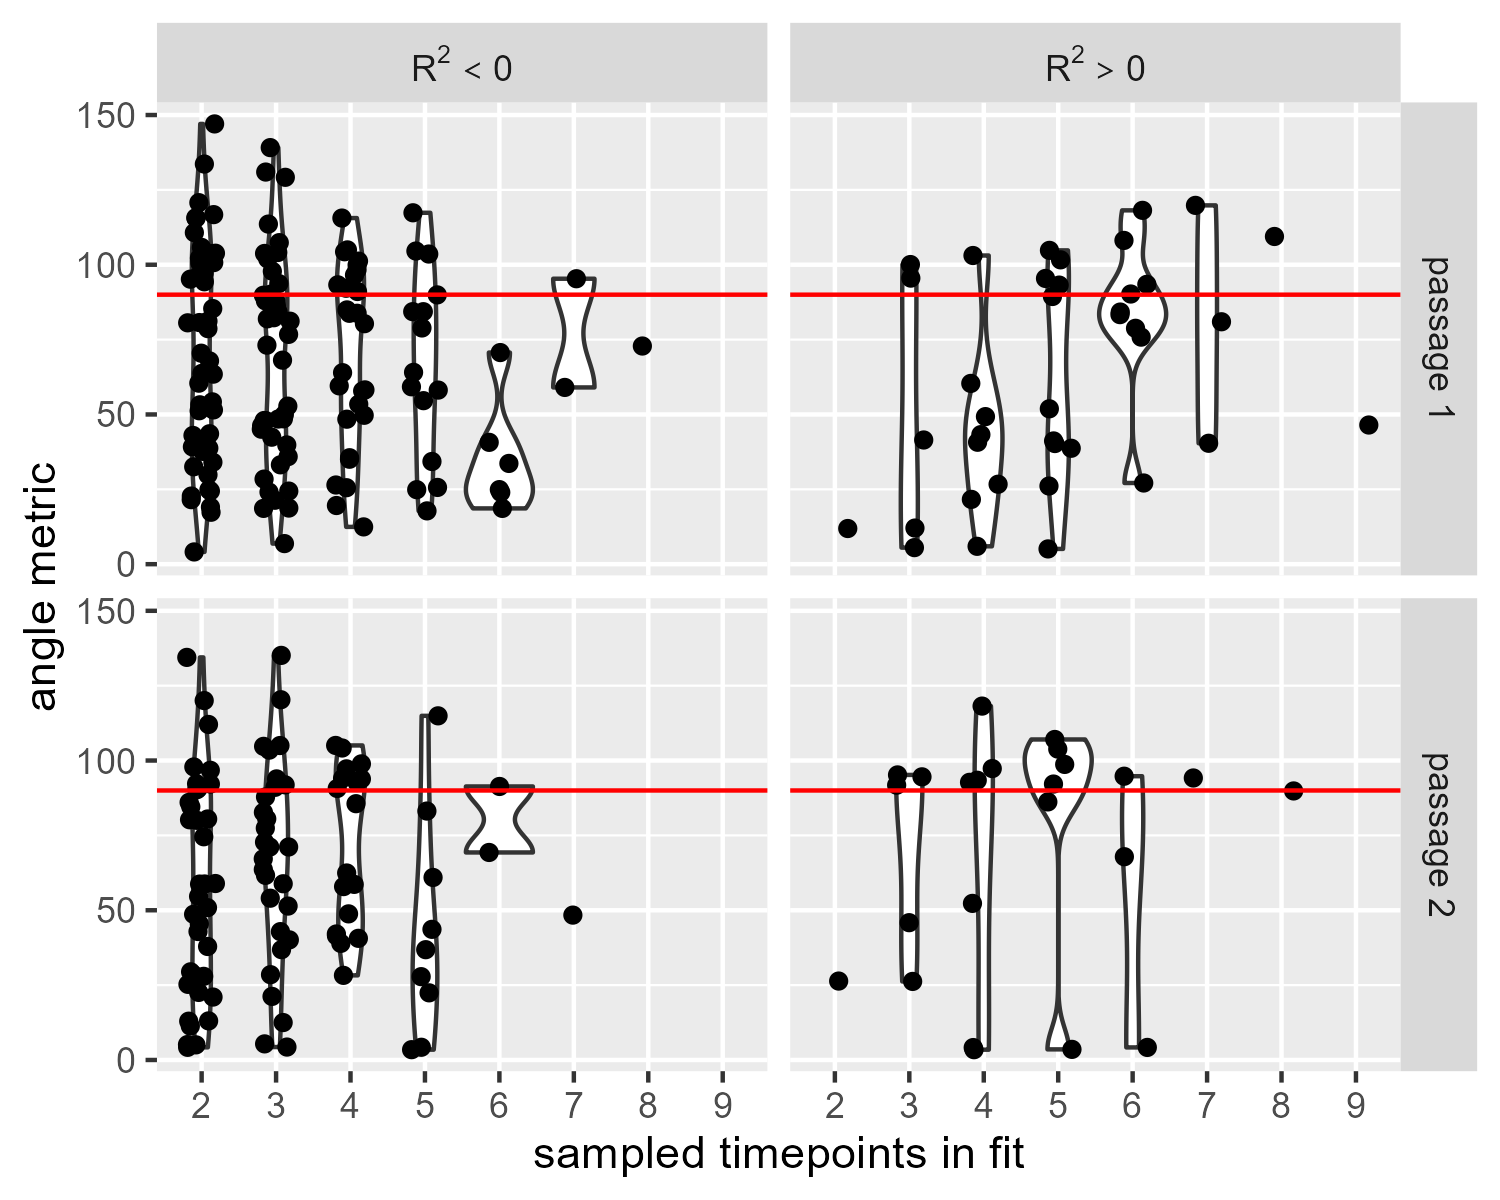 R² < 0
R² > 0
150
100
50
0
passage 1
150
100
50
0
passage 2
angle metric
2 3 4 5 6 7 8 9
2 3 4 5 6 7 8 9
sampled timepoints in fit